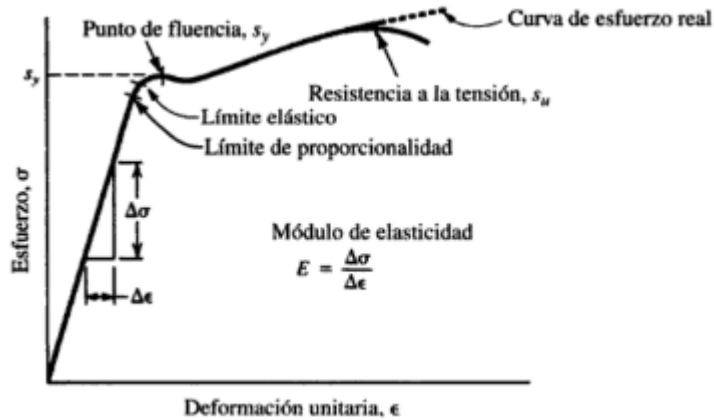 Curva de esfuerzo real
Punto de fluencia, s_y
s_y
Resistencia a la tensión, s_u
Límite elástico
Límite de proporcionalidad
Esfuerzo, σ
Δσ
Módulo de elasticidad
E = Δσ/Δϵ
Δϵ
Deformación unitaria, ϵ